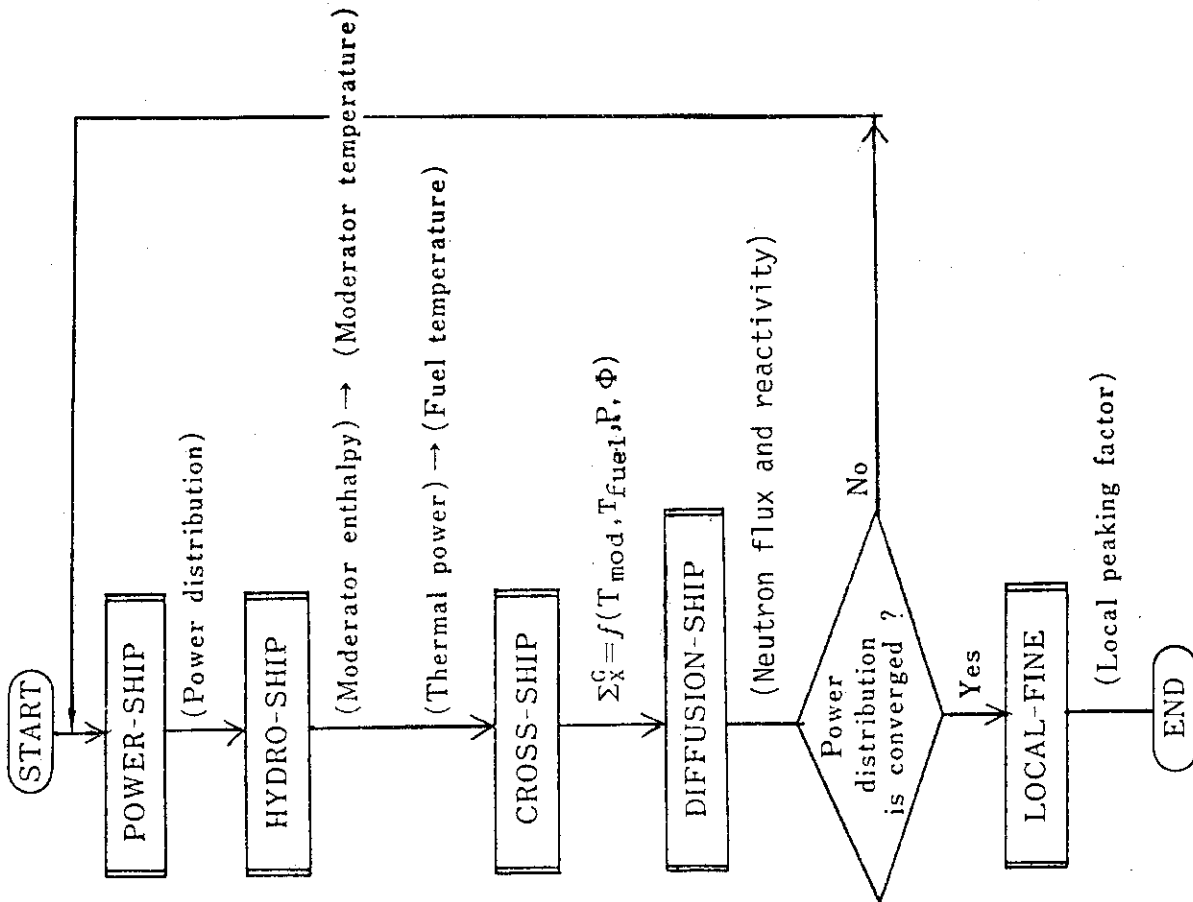 START
POWER-SHIP
(Power distribution)
HYDRO-SHIP
(Moderator enthalpy) → (Moderator temperature)
(Thermal power) → (Fuel temperature)
CROSS-SHIP
Σ_X^G = f(T_mod, T_fuel, P, Φ)
DIFFUSION-SHIP
(Neutron flux and reactivity)
Power
distribution
is converged ?
No
Yes
LOCAL-FINE
(Local peaking factor)
END